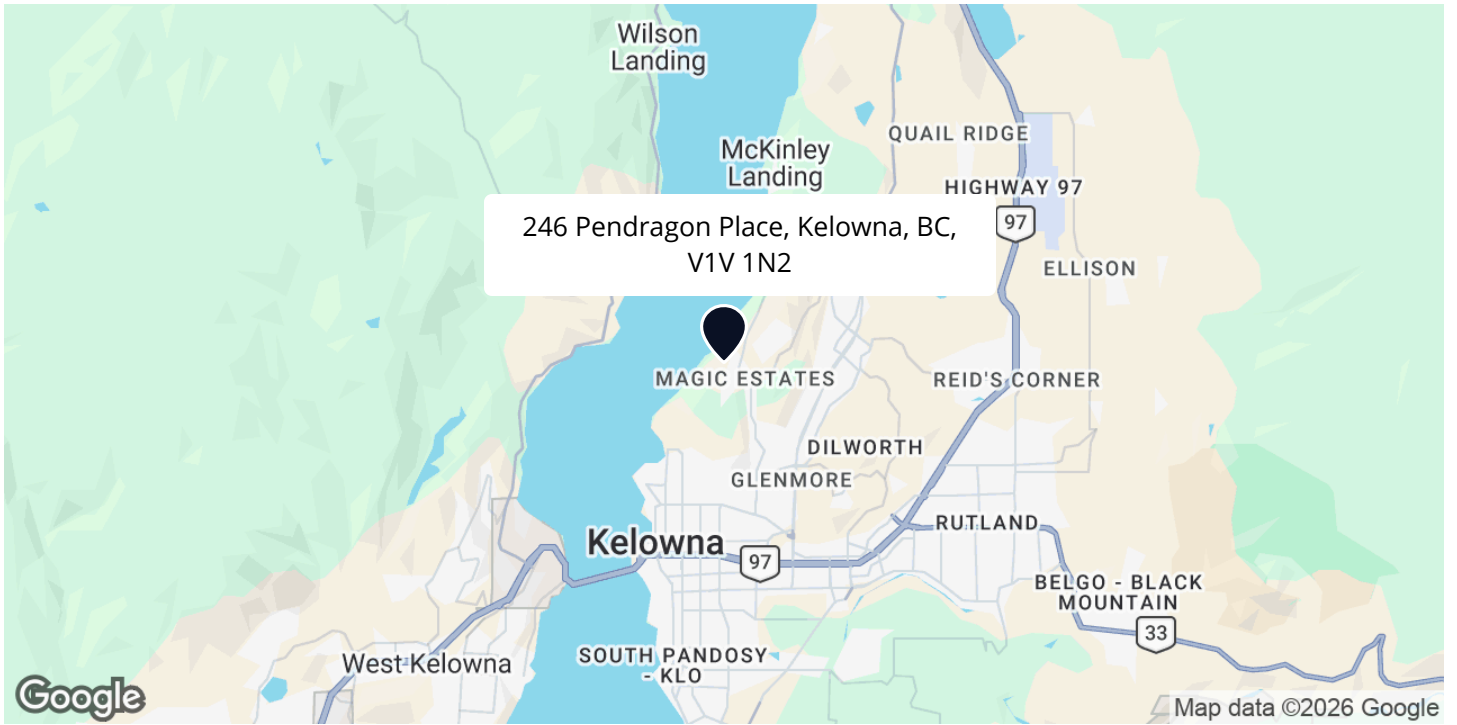 Wilson
Landing
QUAIL RIDGE
McKinley
Landing
HIGHWAY 97
246 Pendragon Place, Kelowna, BC,
V1V 1N2
97
ELLISON
MAGIC ESTATES
REID'S CORNER
DILWORTH
GLENMORE
RUTLAND
Kelowna
97
BELGO - BLACK
MOUNTAIN
33
West Kelowna
SOUTH PANDOSY
- KLO
Google
Map data ©2026 Google